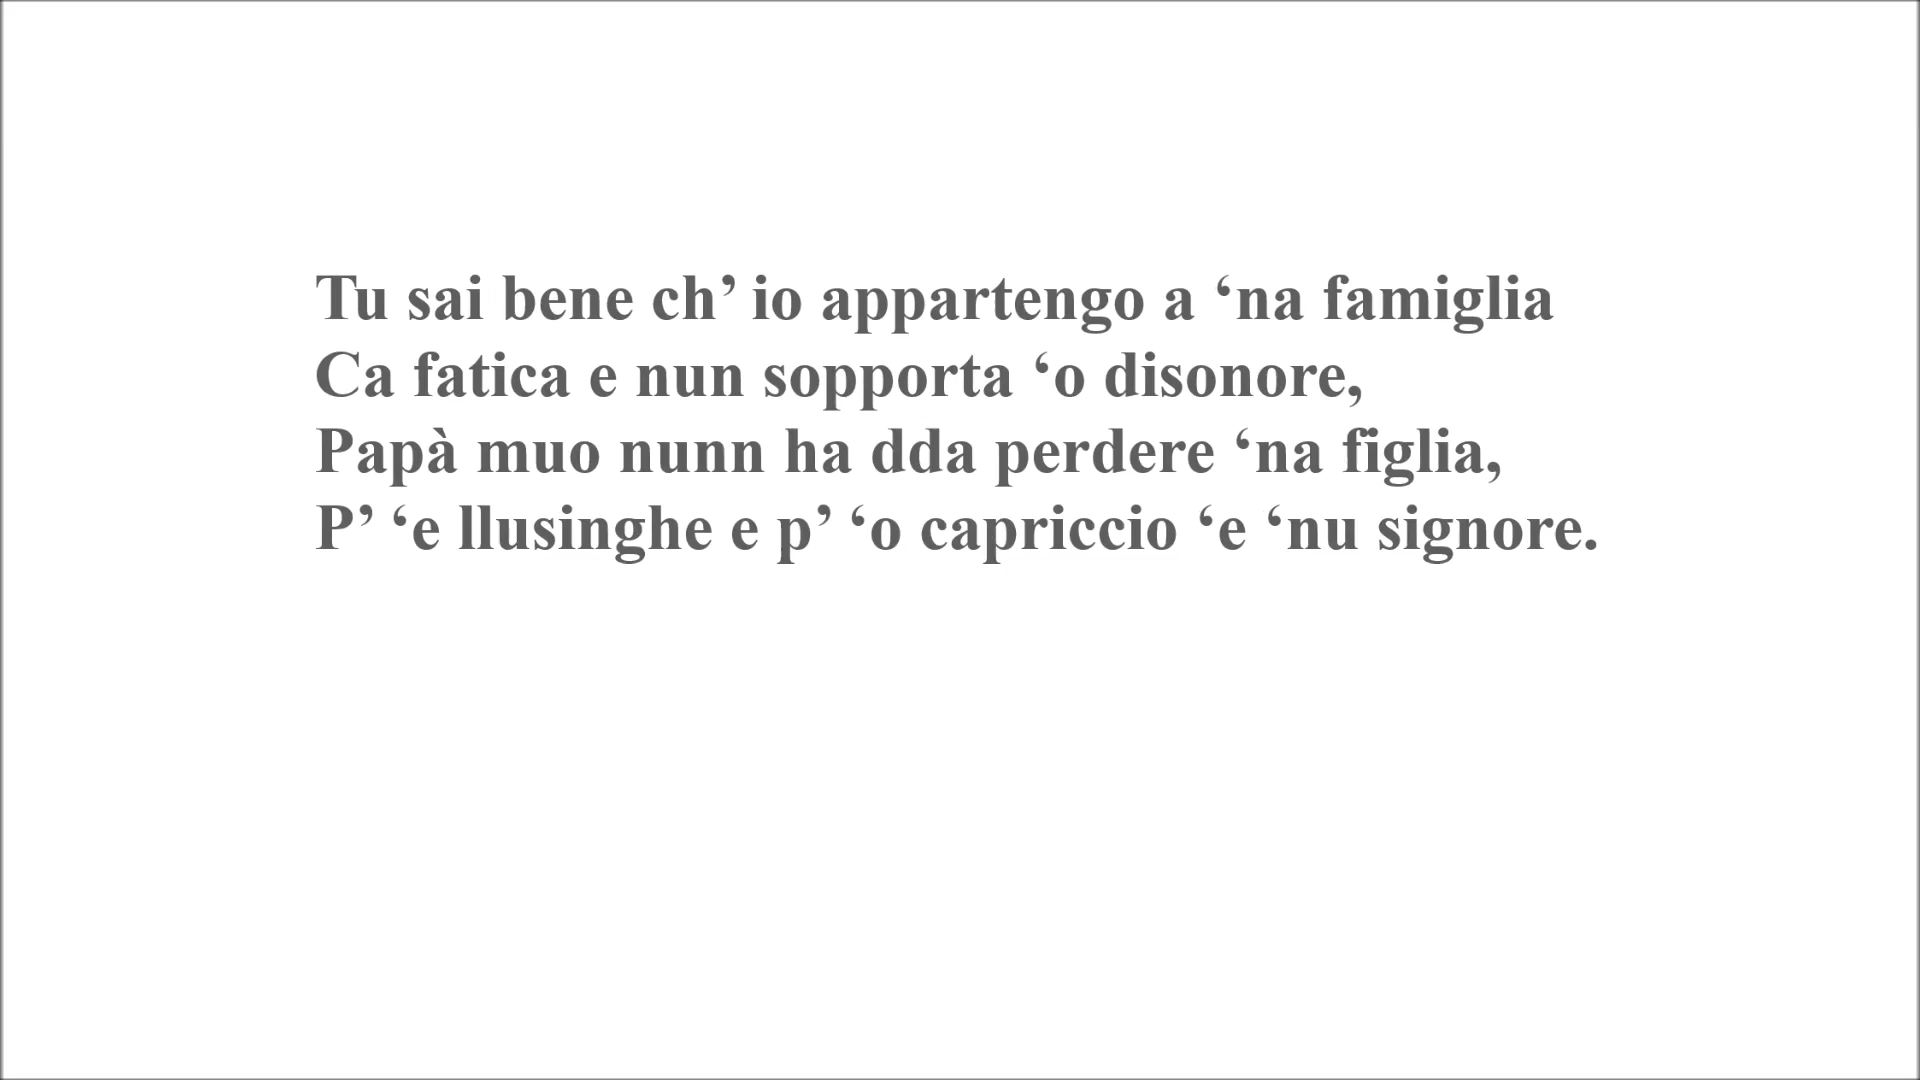 Tu sai bene ch’ io appartengo a ‘na famiglia
Ca fatica e nun sopporta ‘o disonore,
Papà muo nunn ha dda perdere ‘na figlia,
P’ ‘e llusinghe e p’ ‘o capriccio ‘e ‘nu signore.